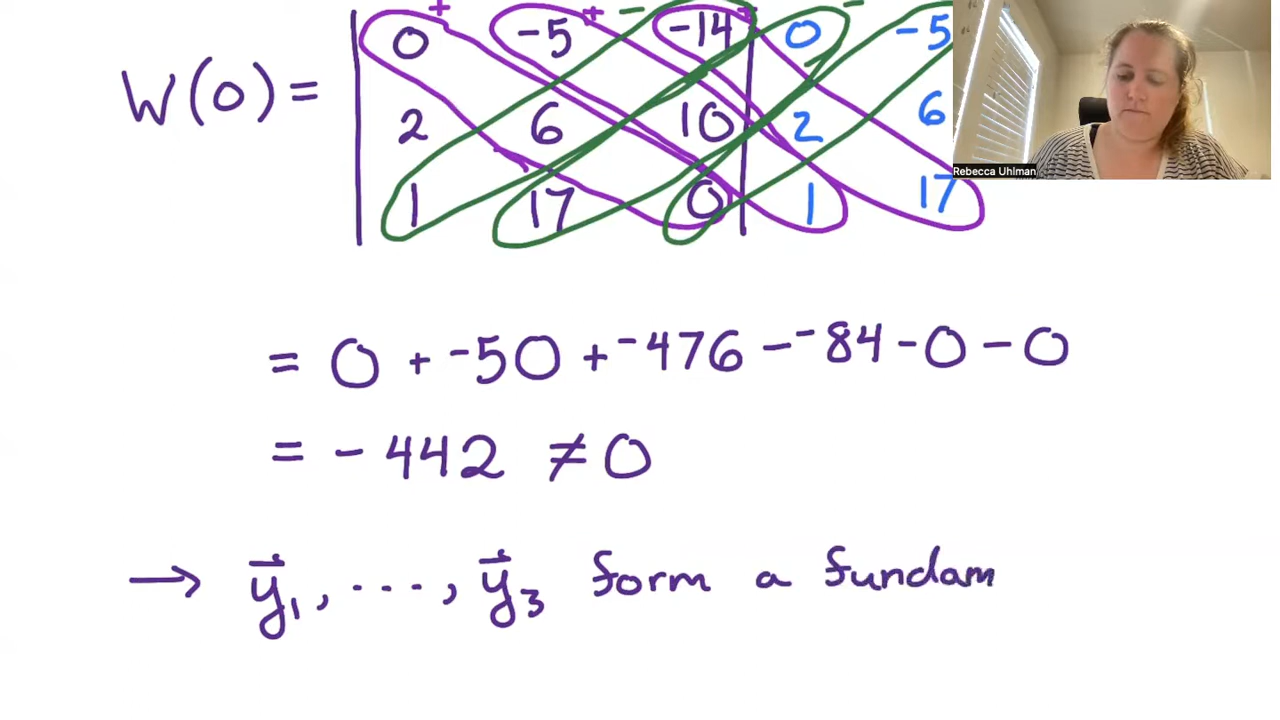 + + - + -
W(0) = | 0 -5 -14 | 0 -5
2 6 10 | 2 6
1 17 0 | 1 17
Rebecca Uhlman
= 0 + -50 + -476 - -84 - 0 - 0
= -442 ≠ 0
→ y⃗₁, ..., y⃗₃ form a fundam